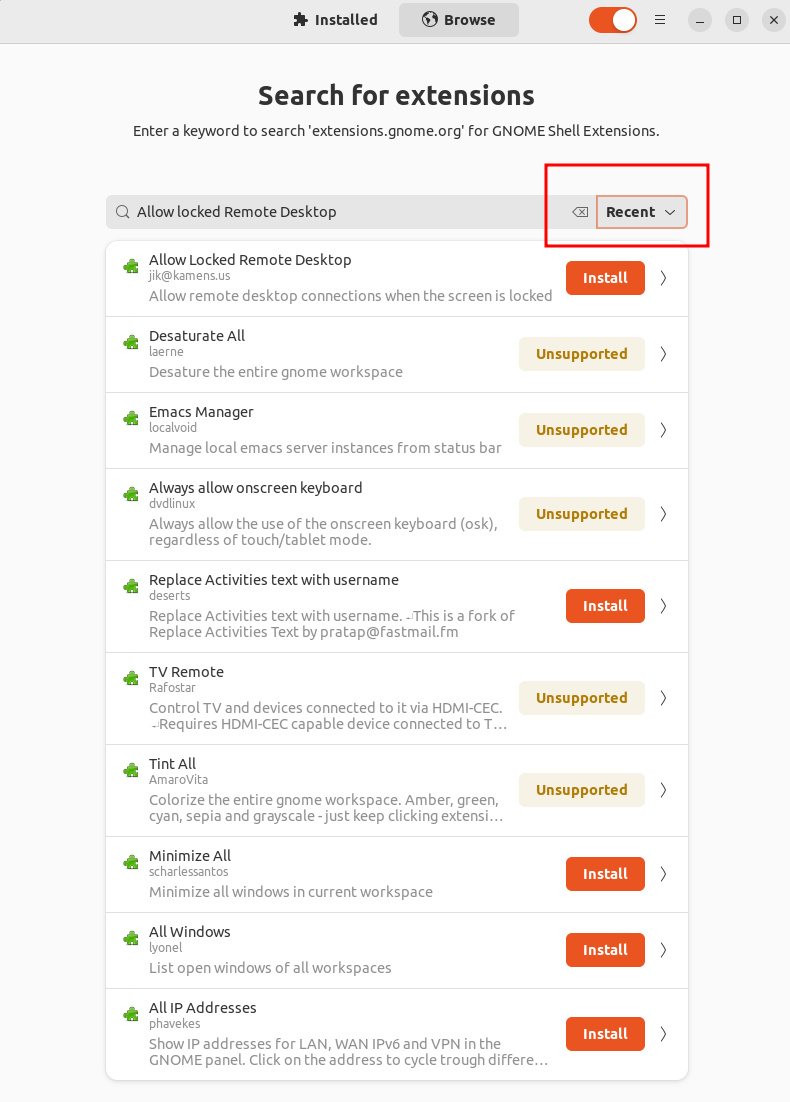 Installed
Browse
Search for extensions
Enter a keyword to search 'extensions.gnome.org' for GNOME Shell Extensions.
Allow locked Remote Desktop
Recent
Allow Locked Remote Desktop
jik@kamens.us
Allow remote desktop connections when the screen is locked
Install
Desaturate All
laerne
Desature the entire gnome workspace
Unsupported
Emacs Manager
localvoid
Manage local emacs server instances from status bar
Unsupported
Always allow onscreen keyboard
dvdlinux
Always allow the use of the onscreen keyboard (osk),
regardless of touch/tablet mode.
Unsupported
Replace Activities text with username
deserts
Replace Activities text with username. ↵This is a fork of
Replace Activities Text by pratap@fastmail.fm
Install
TV Remote
Rafostar
Control TV and devices connected to it via HDMI-CEC.
↵Requires HDMI-CEC capable device connected to T…
Unsupported
Tint All
AmaroVita
Colorize the entire gnome workspace. Amber, green,
cyan, sepia and grayscale - just keep clicking extensi…
Unsupported
Minimize All
scharlessantos
Minimize all windows in current workspace
Install
All Windows
lyonel
List open windows of all workspaces
Install
All IP Addresses
phavekes
Show IP addresses for LAN, WAN IPv6 and VPN in the
GNOME panel. Click on the address to cycle trough differe…
Install